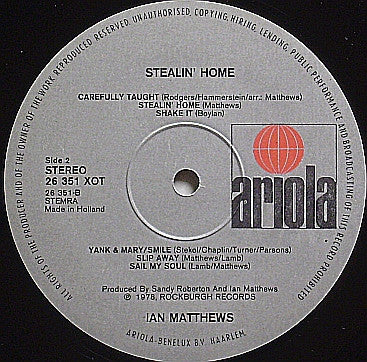 ALL RIGHTS OF THE PRODUCER AND OF THE OWNER OF THE WORK REPRODUCED RESERVED. UNAUTHORISED, COPYING, HIRING, LENDING, PUBLIC PERFORMANCE AND BROADCASTING OF THIS RECORD PROHIBITED
STEALIN' HOME
CAREFULLY TAUGHT (Rodgers/Hammerstein/arr.: Matthews)
STEALIN' HOME (Matthews)
SHAKE IT (Boylan)
Side 2
STEREO
26 351 XOT
26 351-B
STEMRA
Made in Holland
ariola
YANK & MARY/SMILE (Stekol/Chaplin/Turner/Parsons)
SLIP AWAY (Matthews/Lamb)
SAIL MY SOUL (Lamb/Matthews)
Produced By Sandy Roberton And Ian Matthews
℗ 1978, ROCKBURGH RECORDS
IAN MATTHEWS
ARIOLA-BENELUX BV. HAARLEM